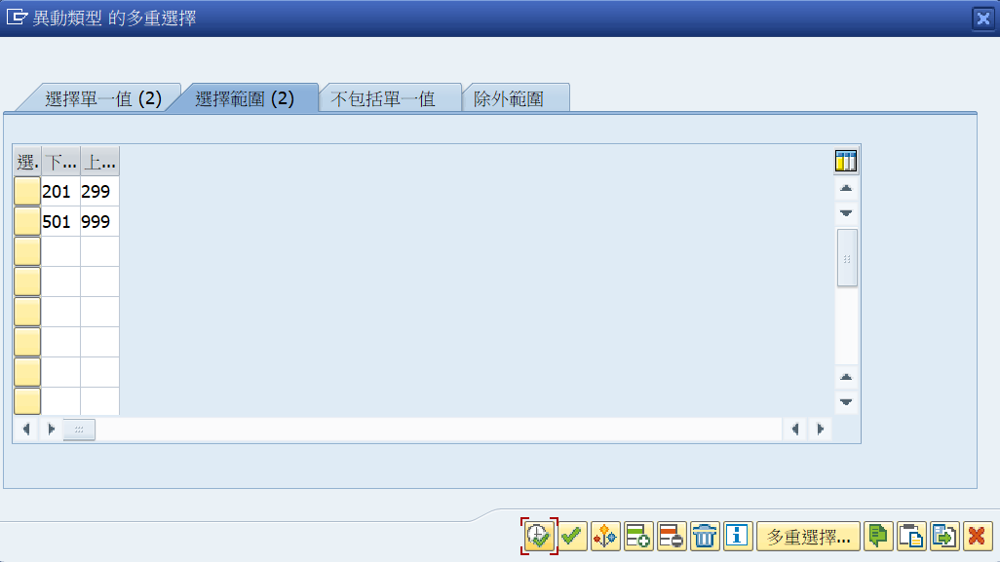 異動類型 的多重選擇
選擇單一值 (2) 選擇範圍 (2) 不包括單一值 除外範圍
選. 下... 上...
201 299
501 999
多重選擇...